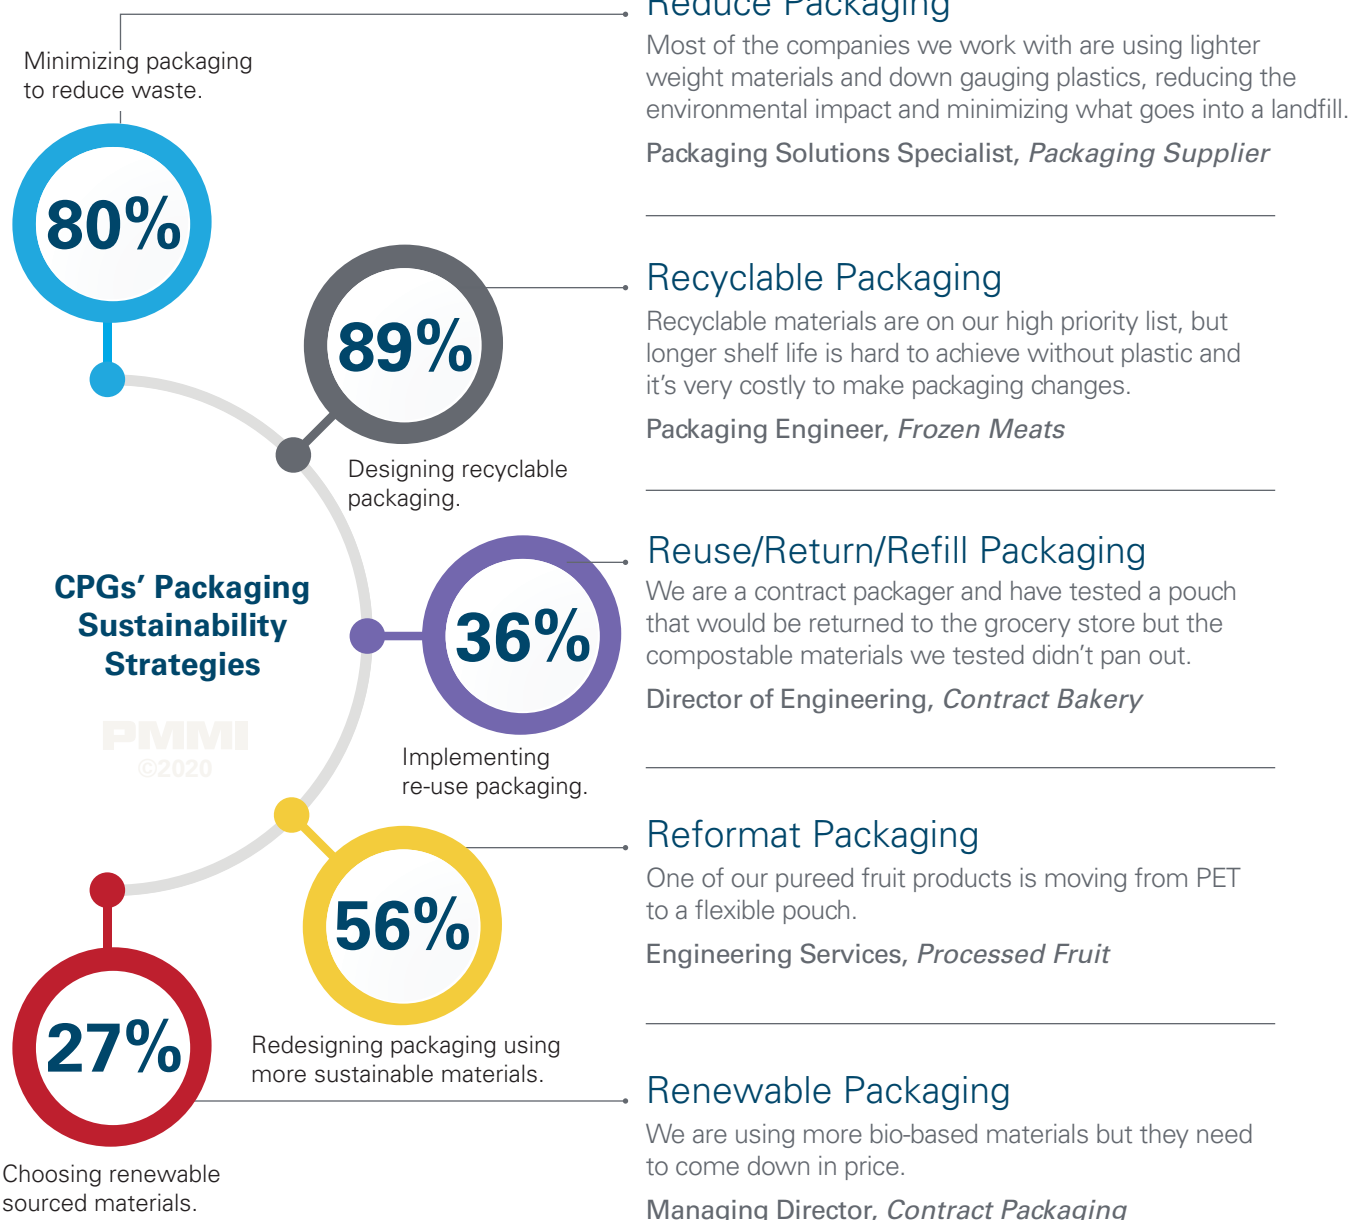 Reduce Packaging
Most of the companies we work with are using lighter
weight materials and down gauging plastics, reducing the
environmental impact and minimizing what goes into a landfill.
Packaging Solutions Specialist, Packaging Supplier
Minimizing packaging
to reduce waste.
80%
Recyclable Packaging
Recyclable materials are on our high priority list, but
longer shelf life is hard to achieve without plastic and
it's very costly to make packaging changes.
Packaging Engineer, Frozen Meats
89%
Designing recyclable
packaging.
Reuse/Return/Refill Packaging
We are a contract packager and have tested a pouch
that would be returned to the grocery store but the
compostable materials we tested didn't pan out.
Director of Engineering, Contract Bakery
36%
Implementing
re-use packaging.
CPGs' Packaging
Sustainability
Strategies
PMMI
©2020
Reformat Packaging
One of our pureed fruit products is moving from PET
to a flexible pouch.
Engineering Services, Processed Fruit
56%
Redesigning packaging using
more sustainable materials.
Renewable Packaging
We are using more bio-based materials but they need
to come down in price.
Managing Director, Contract Packaging
27%
Choosing renewable
sourced materials.